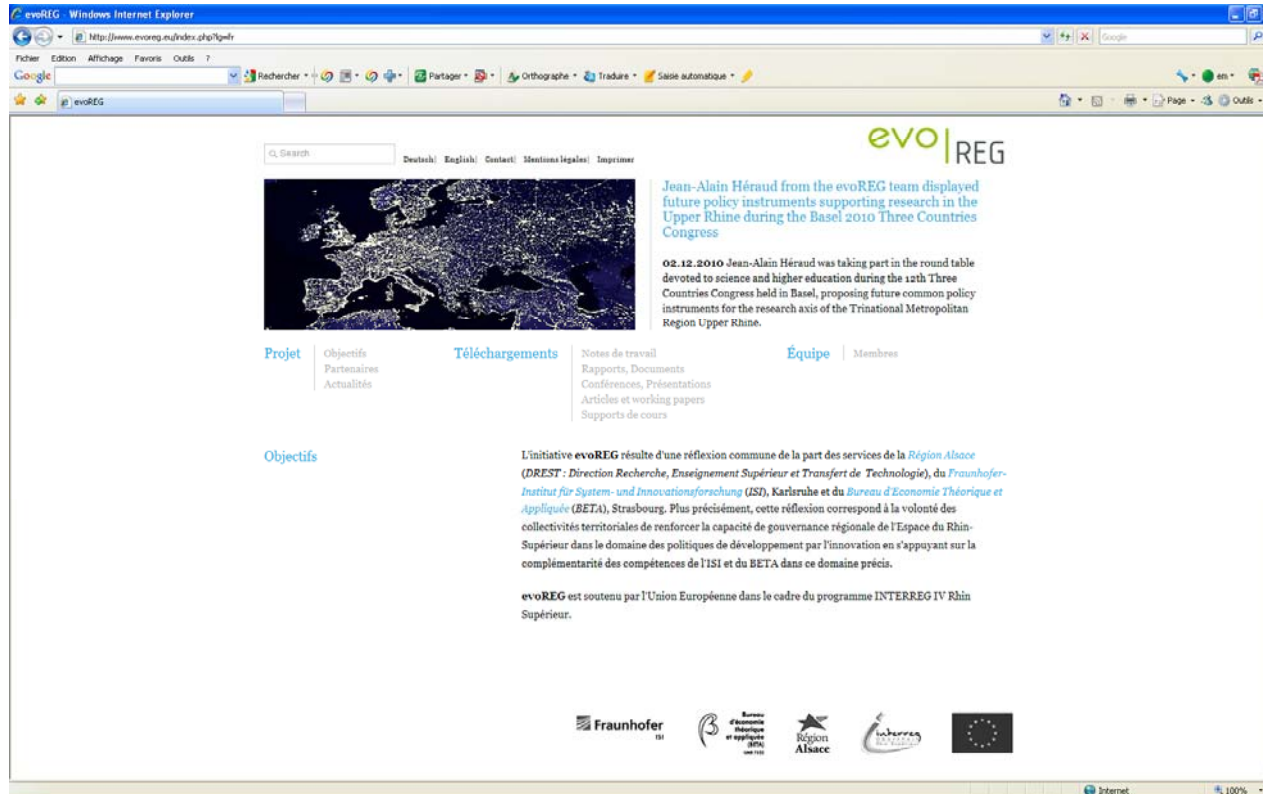 evoREG - Windows Internet Explorer
http://www.evoreg.eu/index.php?lg=fr
Google
Fichier Edition Affichage Favoris Outils ?
Google Rechercher Partager Orthographe Traduire Saisie automatique en
evoREG Page Outils
evo|REG
Search Deutsch| English| Contact| Mentions légales| Imprimer
Jean-Alain Héraud from the evoREG team displayed
future policy instruments supporting research in the
Upper Rhine during the Basel 2010 Three Countries
Congress
02.12.2010 Jean-Alain Héraud was taking part in the round table
devoted to science and higher education during the 12th Three
Countries Congress held in Basel, proposing future common policy
instruments for the research axis of the Trinational Metropolitan
Region Upper Rhine.
Projet
Objectifs
Partenaires
Actualités
Téléchargements
Notes de travail
Rapports, Documents
Conférences, Présentations
Articles et working papers
Supports de cours
Équipe
Membres
Objectifs
L'initiative evoREG résulte d'une réflexion commune de la part des services de la Région Alsace
(DREST : Direction Recherche, Enseignement Supérieur et Transfert de Technologie), du Fraunhofer-
Institut für System- und Innovationsforschung (ISI), Karlsruhe et du Bureau d'Economie Théorique et
Appliquée (BETA), Strasbourg. Plus précisément, cette réflexion correspond à la volonté des
collectivités territoriales de renforcer la capacité de gouvernance régionale de l'Espace du Rhin-
Supérieur dans le domaine des politiques de développement par l'innovation en s'appuyant sur la
complémentarité des compétences de l'ISI et du BETA dans ce domaine précis.
evoREG est soutenu par l'Union Européenne dans le cadre du programme INTERREG IV Rhin
Supérieur.
Fraunhofer
ISI
Bureau
d'économie
théorique
et appliquée
(BETA)
Région
Alsace
interreg
Internet 100%